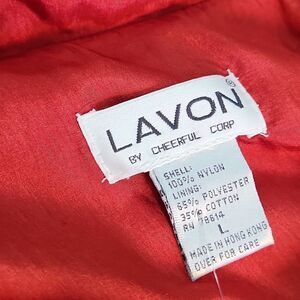 LAVON®
BY CHEERFUL CORP
SHELL:
100% NYLON
LINING:
65% POLYESTER
35% COTTON
RN 78614
L
MADE IN HONG KONG
OVER FOR CARE